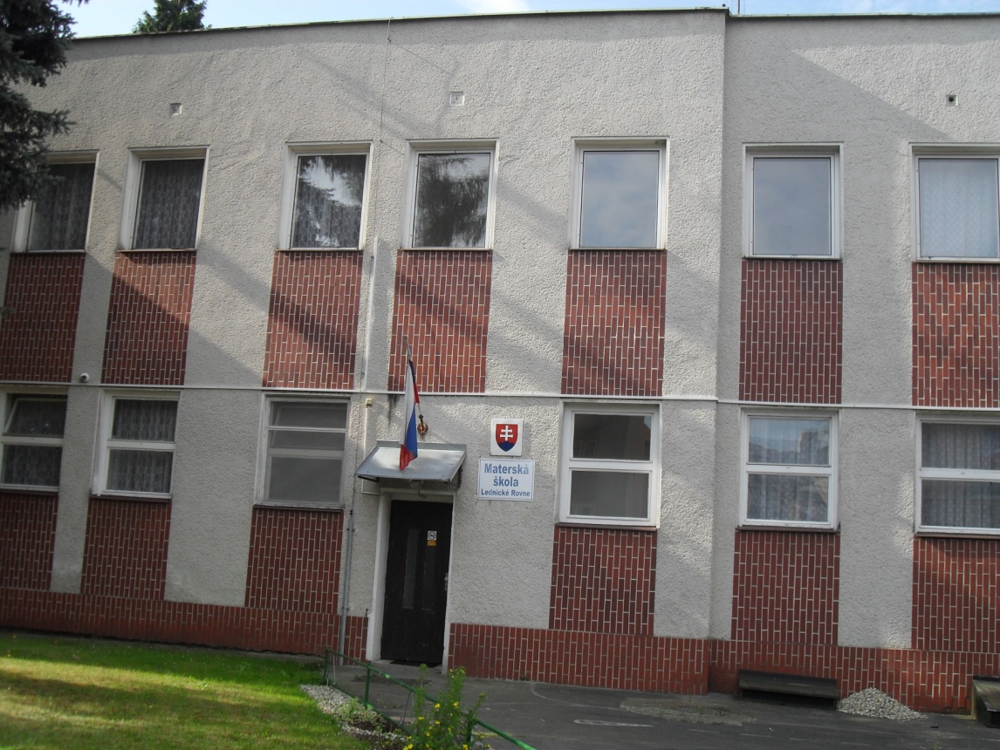 Materská
škola
Lednické Rovne